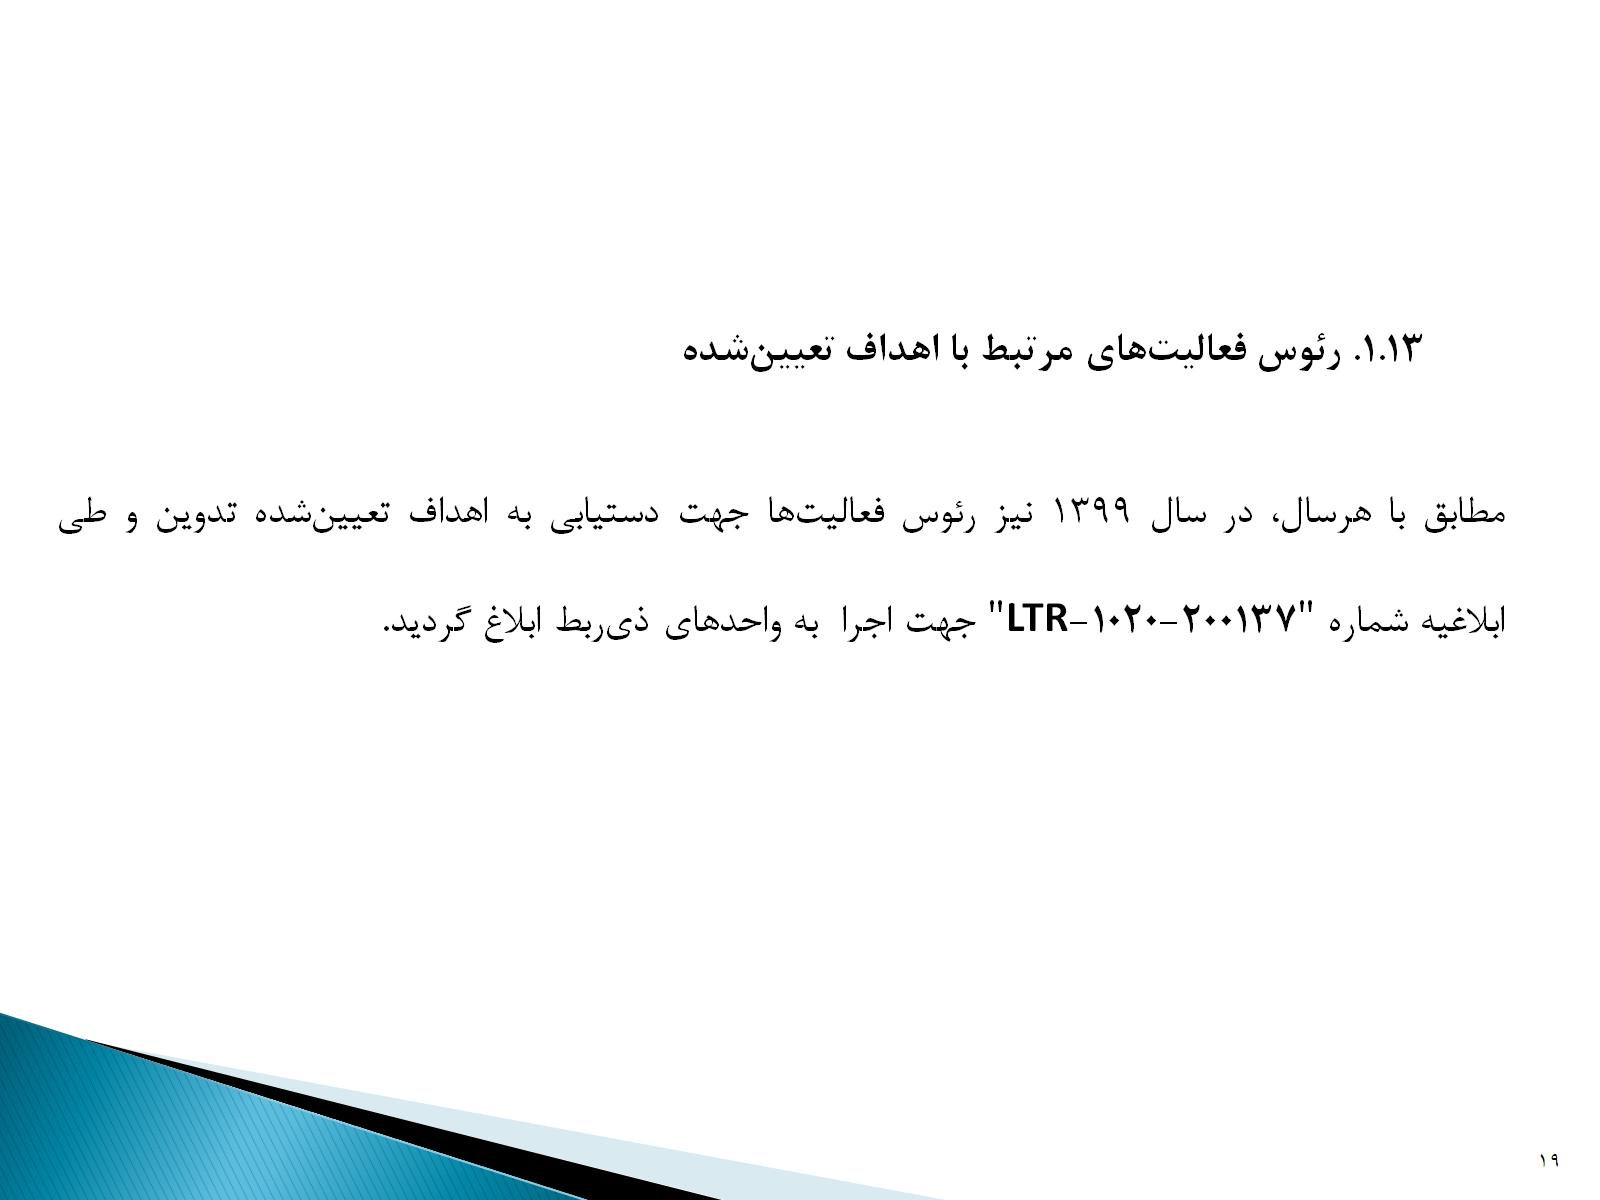 ۱.۱۳. رئوس فعالیت‌های مرتبط با اهداف تعیین‌شده
مطابق با هرسال، در سال ۱۳۹۹ نیز رئوس فعالیت‌ها جهت دستیابی به اهداف تعیین‌شده تدوین و طی
ابلاغیه شماره "LTR-۱۰۲۰-۲۰۰۱۳۷" جهت اجرا به واحدهای ذی‌ربط ابلاغ گردید.
۱۹